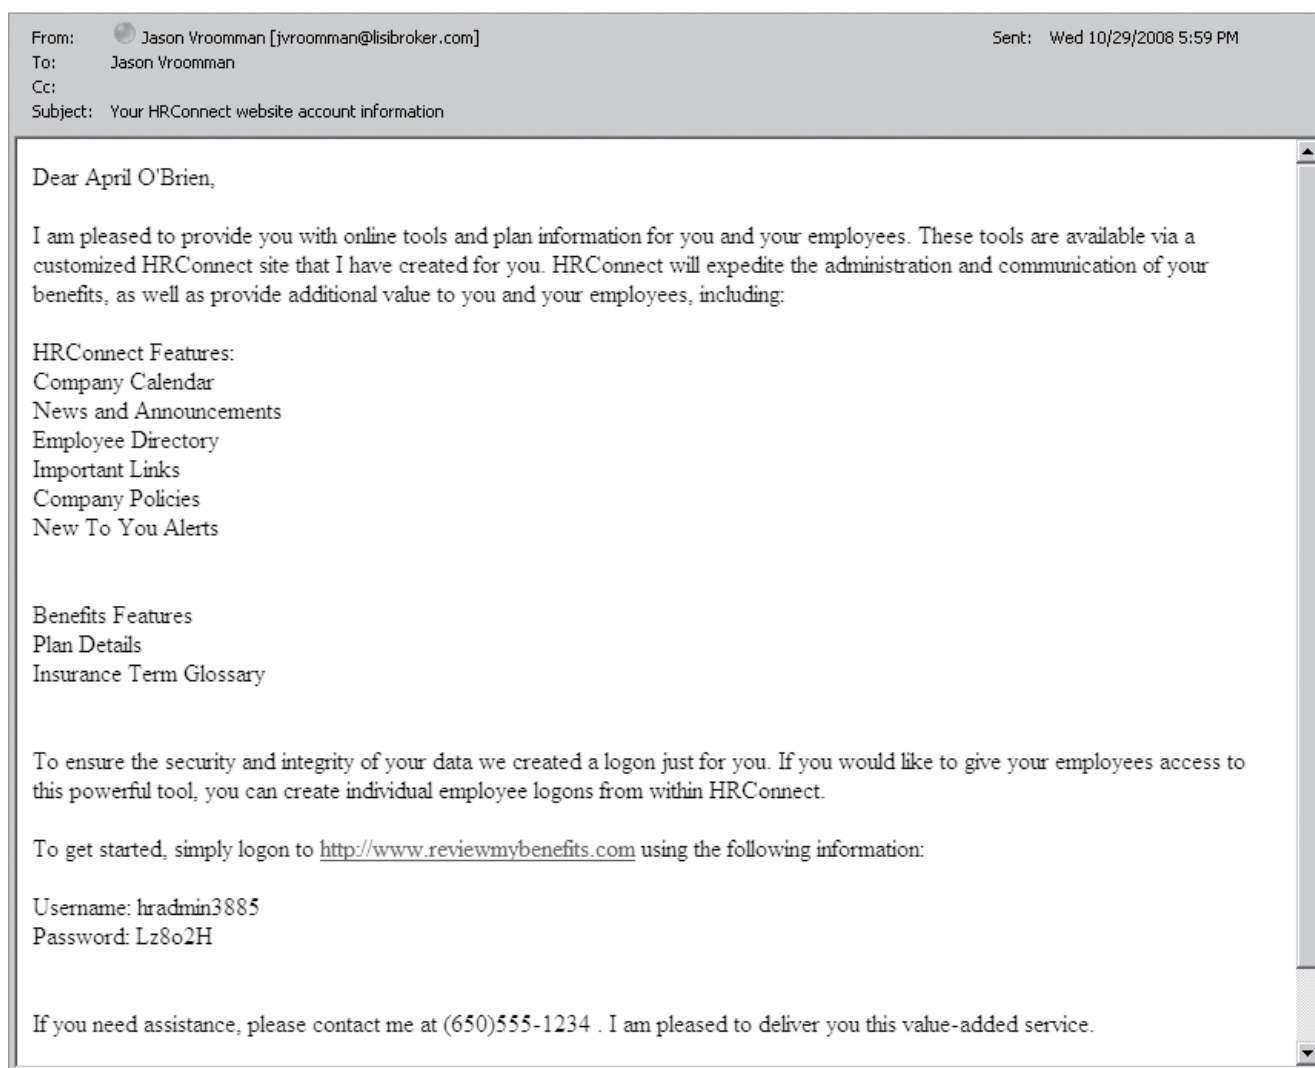 From: Jason Vroomman [jvroomman@lisibroker.com] Sent: Wed 10/29/2008 5:59 PM
To: Jason Vroomman
Cc:
Subject: Your HRConnect website account information
Dear April O'Brien,
I am pleased to provide you with online tools and plan information for you and your employees. These tools are available via a
customized HRConnect site that I have created for you. HRConnect will expedite the administration and communication of your
benefits, as well as provide additional value to you and your employees, including:
HRConnect Features:
Company Calendar
News and Announcements
Employee Directory
Important Links
Company Policies
New To You Alerts
Benefits Features
Plan Details
Insurance Term Glossary
To ensure the security and integrity of your data we created a logon just for you. If you would like to give your employees access to
this powerful tool, you can create individual employee logons from within HRConnect.
To get started, simply logon to http://www.reviewmybenefits.com using the following information:
Username: hradmin3885
Password: Lz8o2H
If you need assistance, please contact me at (650)555-1234 . I am pleased to deliver you this value-added service.